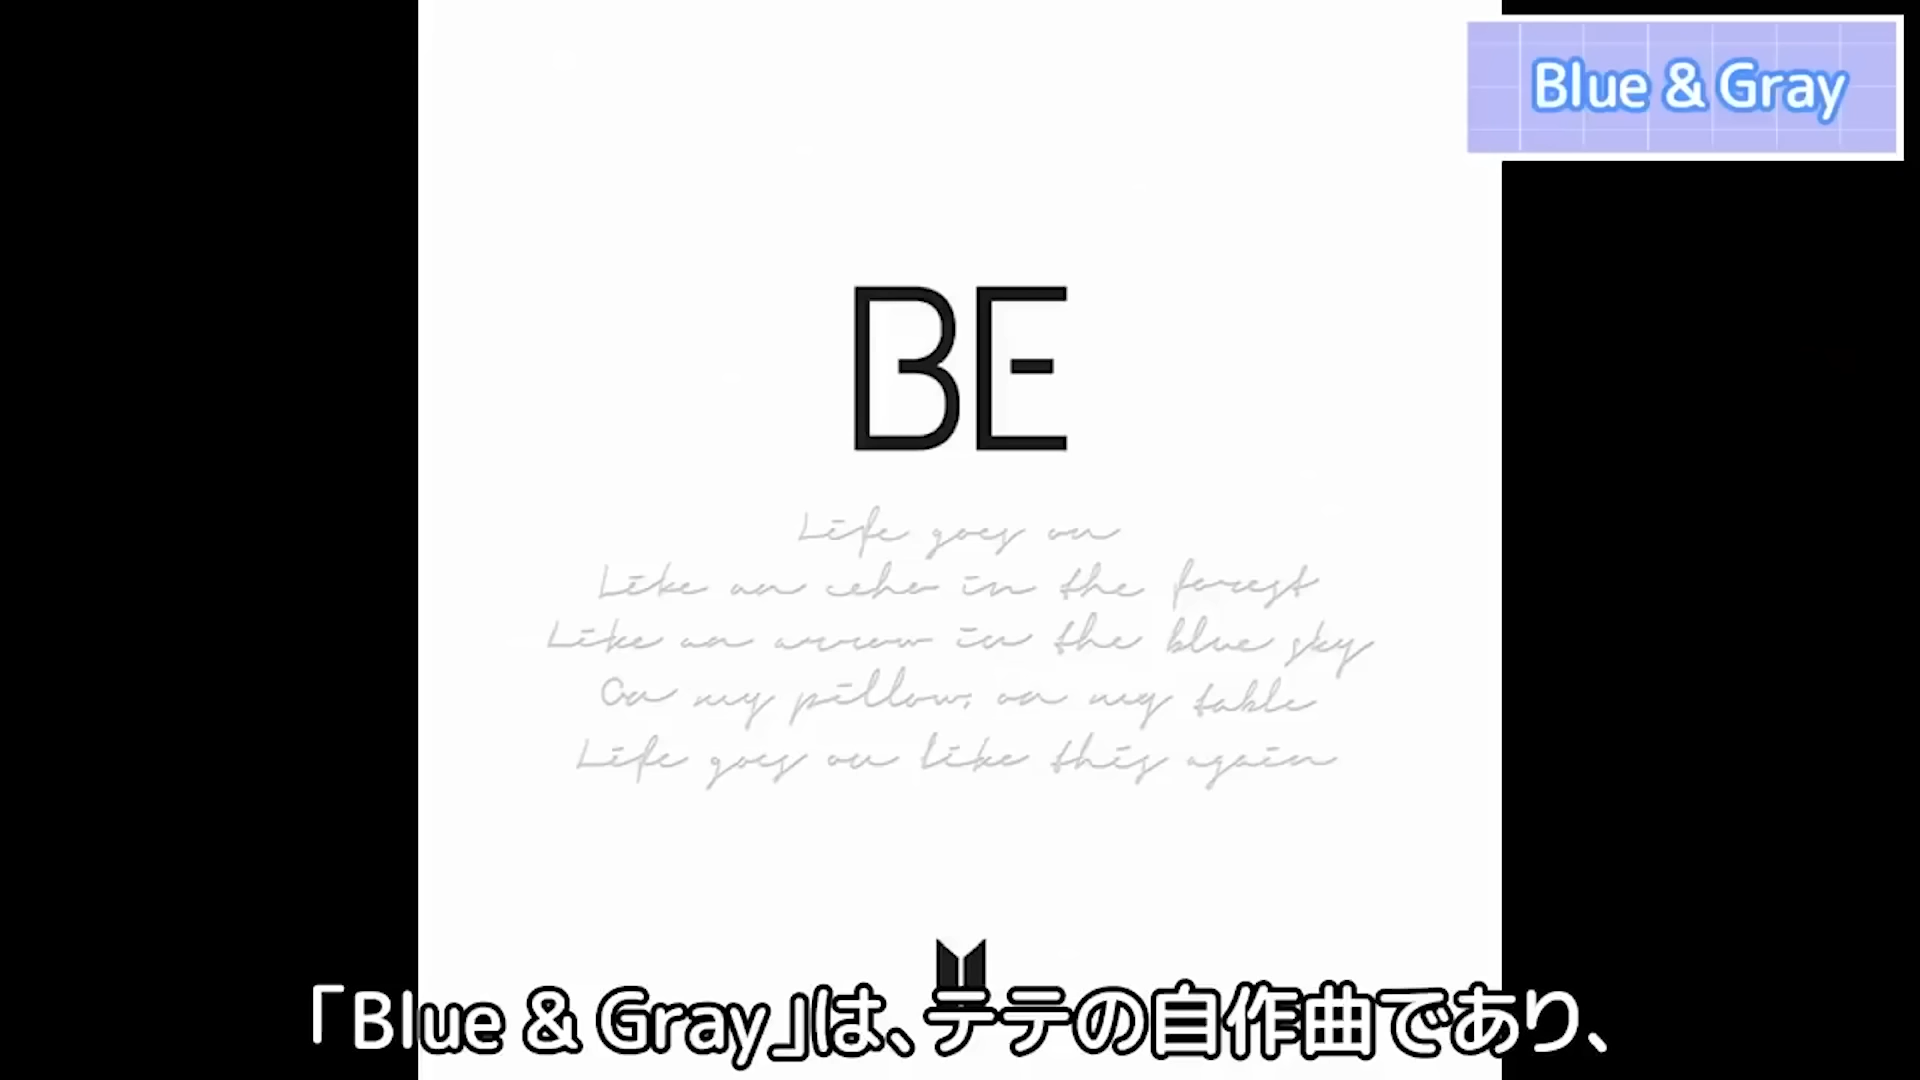 Blue & Gray
BE
Life goes on
Like an echo in the forest
Like an arrow in the blue sky
On my pillow, on my table
Life goes on like this again
「Blue & Gray」は、テテの自作曲であり、